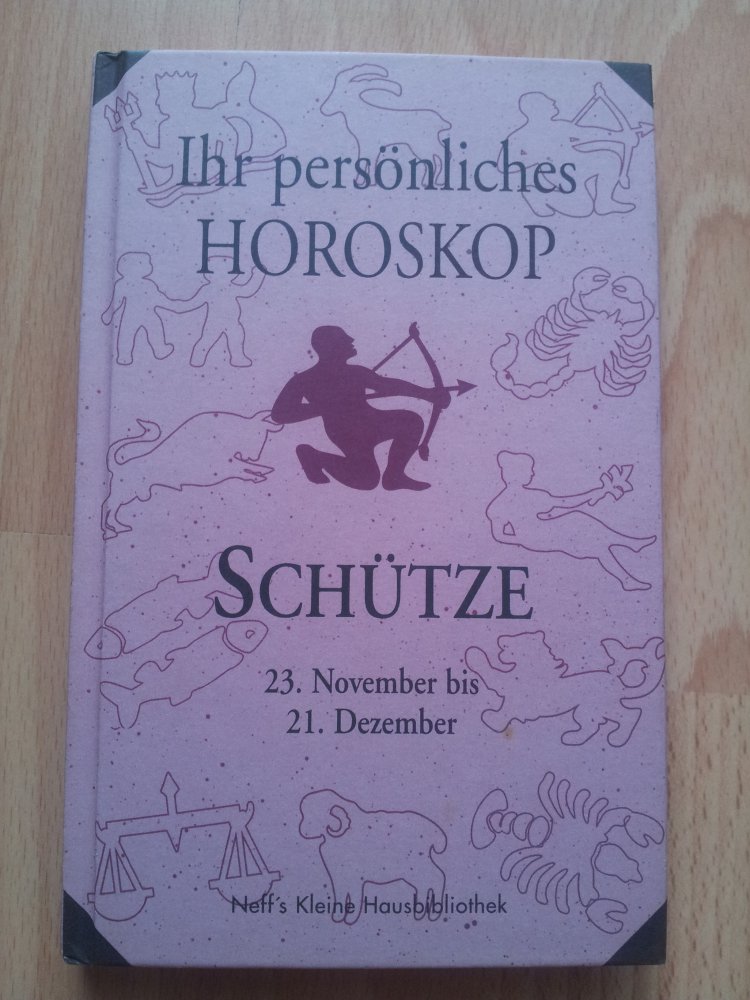 Ihr persönliches
HOROSKOP
SCHÜTZE
23. November bis
21. Dezember
Neff´s Kleine Hausbibliothek